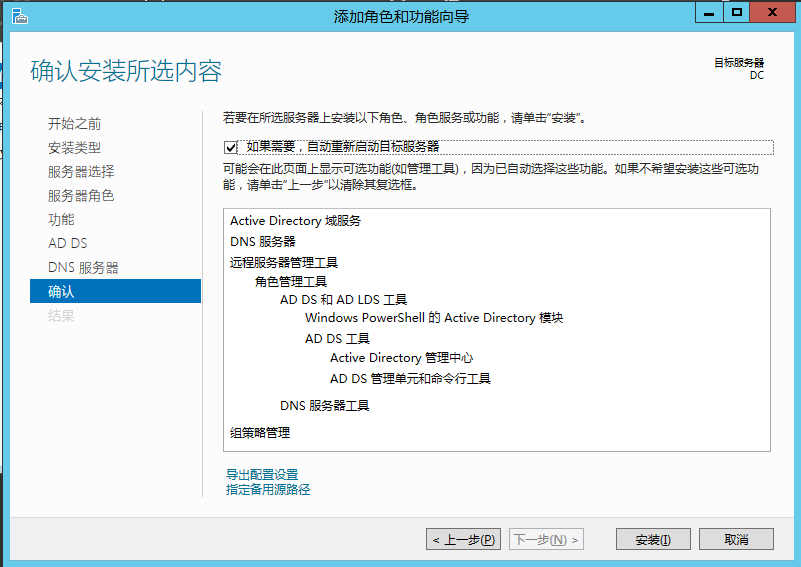 添加角色和功能向导
确认安装所选内容
目标服务器
DC
开始之前
安装类型
服务器选择
服务器角色
功能
AD DS
DNS 服务器
确认
结果
若要在所选服务器上安装以下角色、角色服务或功能，请单击"安装"。
如果需要，自动重新启动目标服务器
可能会在此页面上显示可选功能(如管理工具)，因为已自动选择这些功能。如果不希望安装这些可选功
能，请单击"上一步"以清除其复选框。
Active Directory 域服务
DNS 服务器
远程服务器管理工具
角色管理工具
AD DS 和 AD LDS 工具
Windows PowerShell 的 Active Directory 模块
AD DS 工具
Active Directory 管理中心
AD DS 管理单元和命令行工具
DNS 服务器工具
组策略管理
导出配置设置
指定备用源路径
< 上一步(P)
下一步(N) >
安装(I)
取消